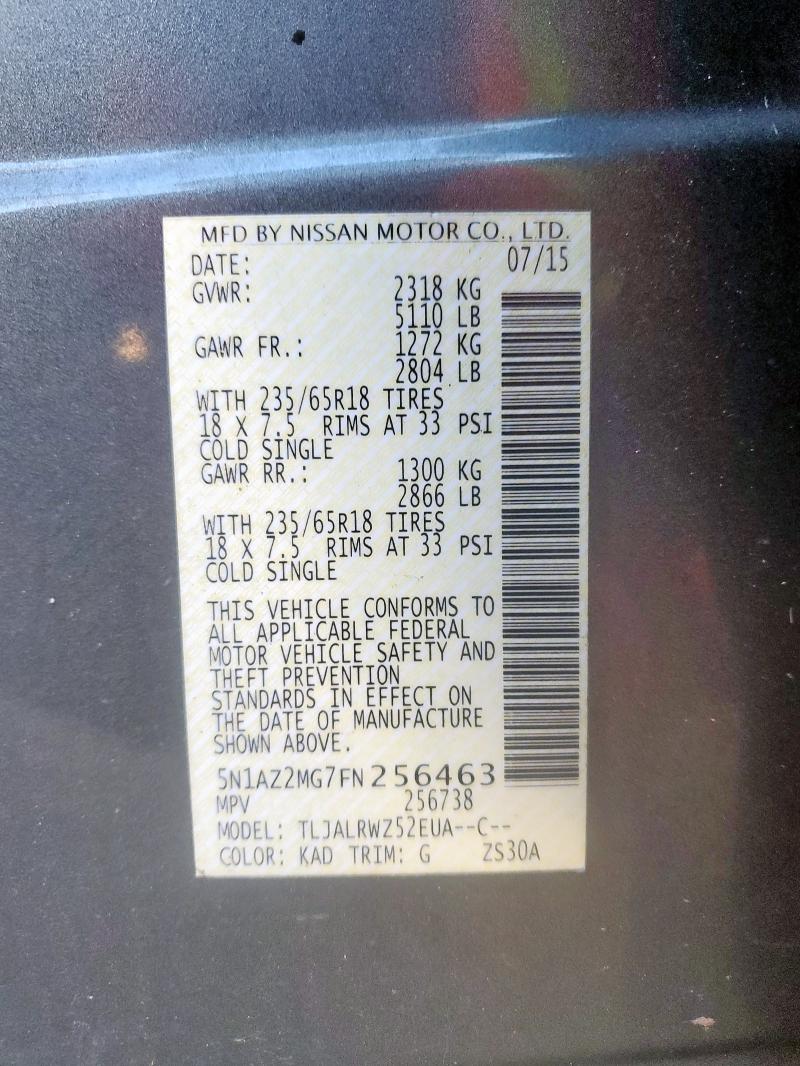 MFD BY NISSAN MOTOR CO., LTD.
DATE: 07/15
GVWR: 2318 KG
5110 LB
GAWR FR.: 1272 KG
2804 LB
WITH 235/65R18 TIRES
18 X 7.5 RIMS AT 33 PSI
COLD SINGLE
GAWR RR.: 1300 KG
2866 LB
WITH 235/65R18 TIRES
18 X 7.5 RIMS AT 33 PSI
COLD SINGLE
THIS VEHICLE CONFORMS TO
ALL APPLICABLE FEDERAL
MOTOR VEHICLE SAFETY AND
THEFT PREVENTION
STANDARDS IN EFFECT ON
THE DATE OF MANUFACTURE
SHOWN ABOVE.
5N1AZ2MG7FN256463
MPV 256738
MODEL: TLJALRWZ52EUA--C--
COLOR: KAD TRIM: G ZS30A